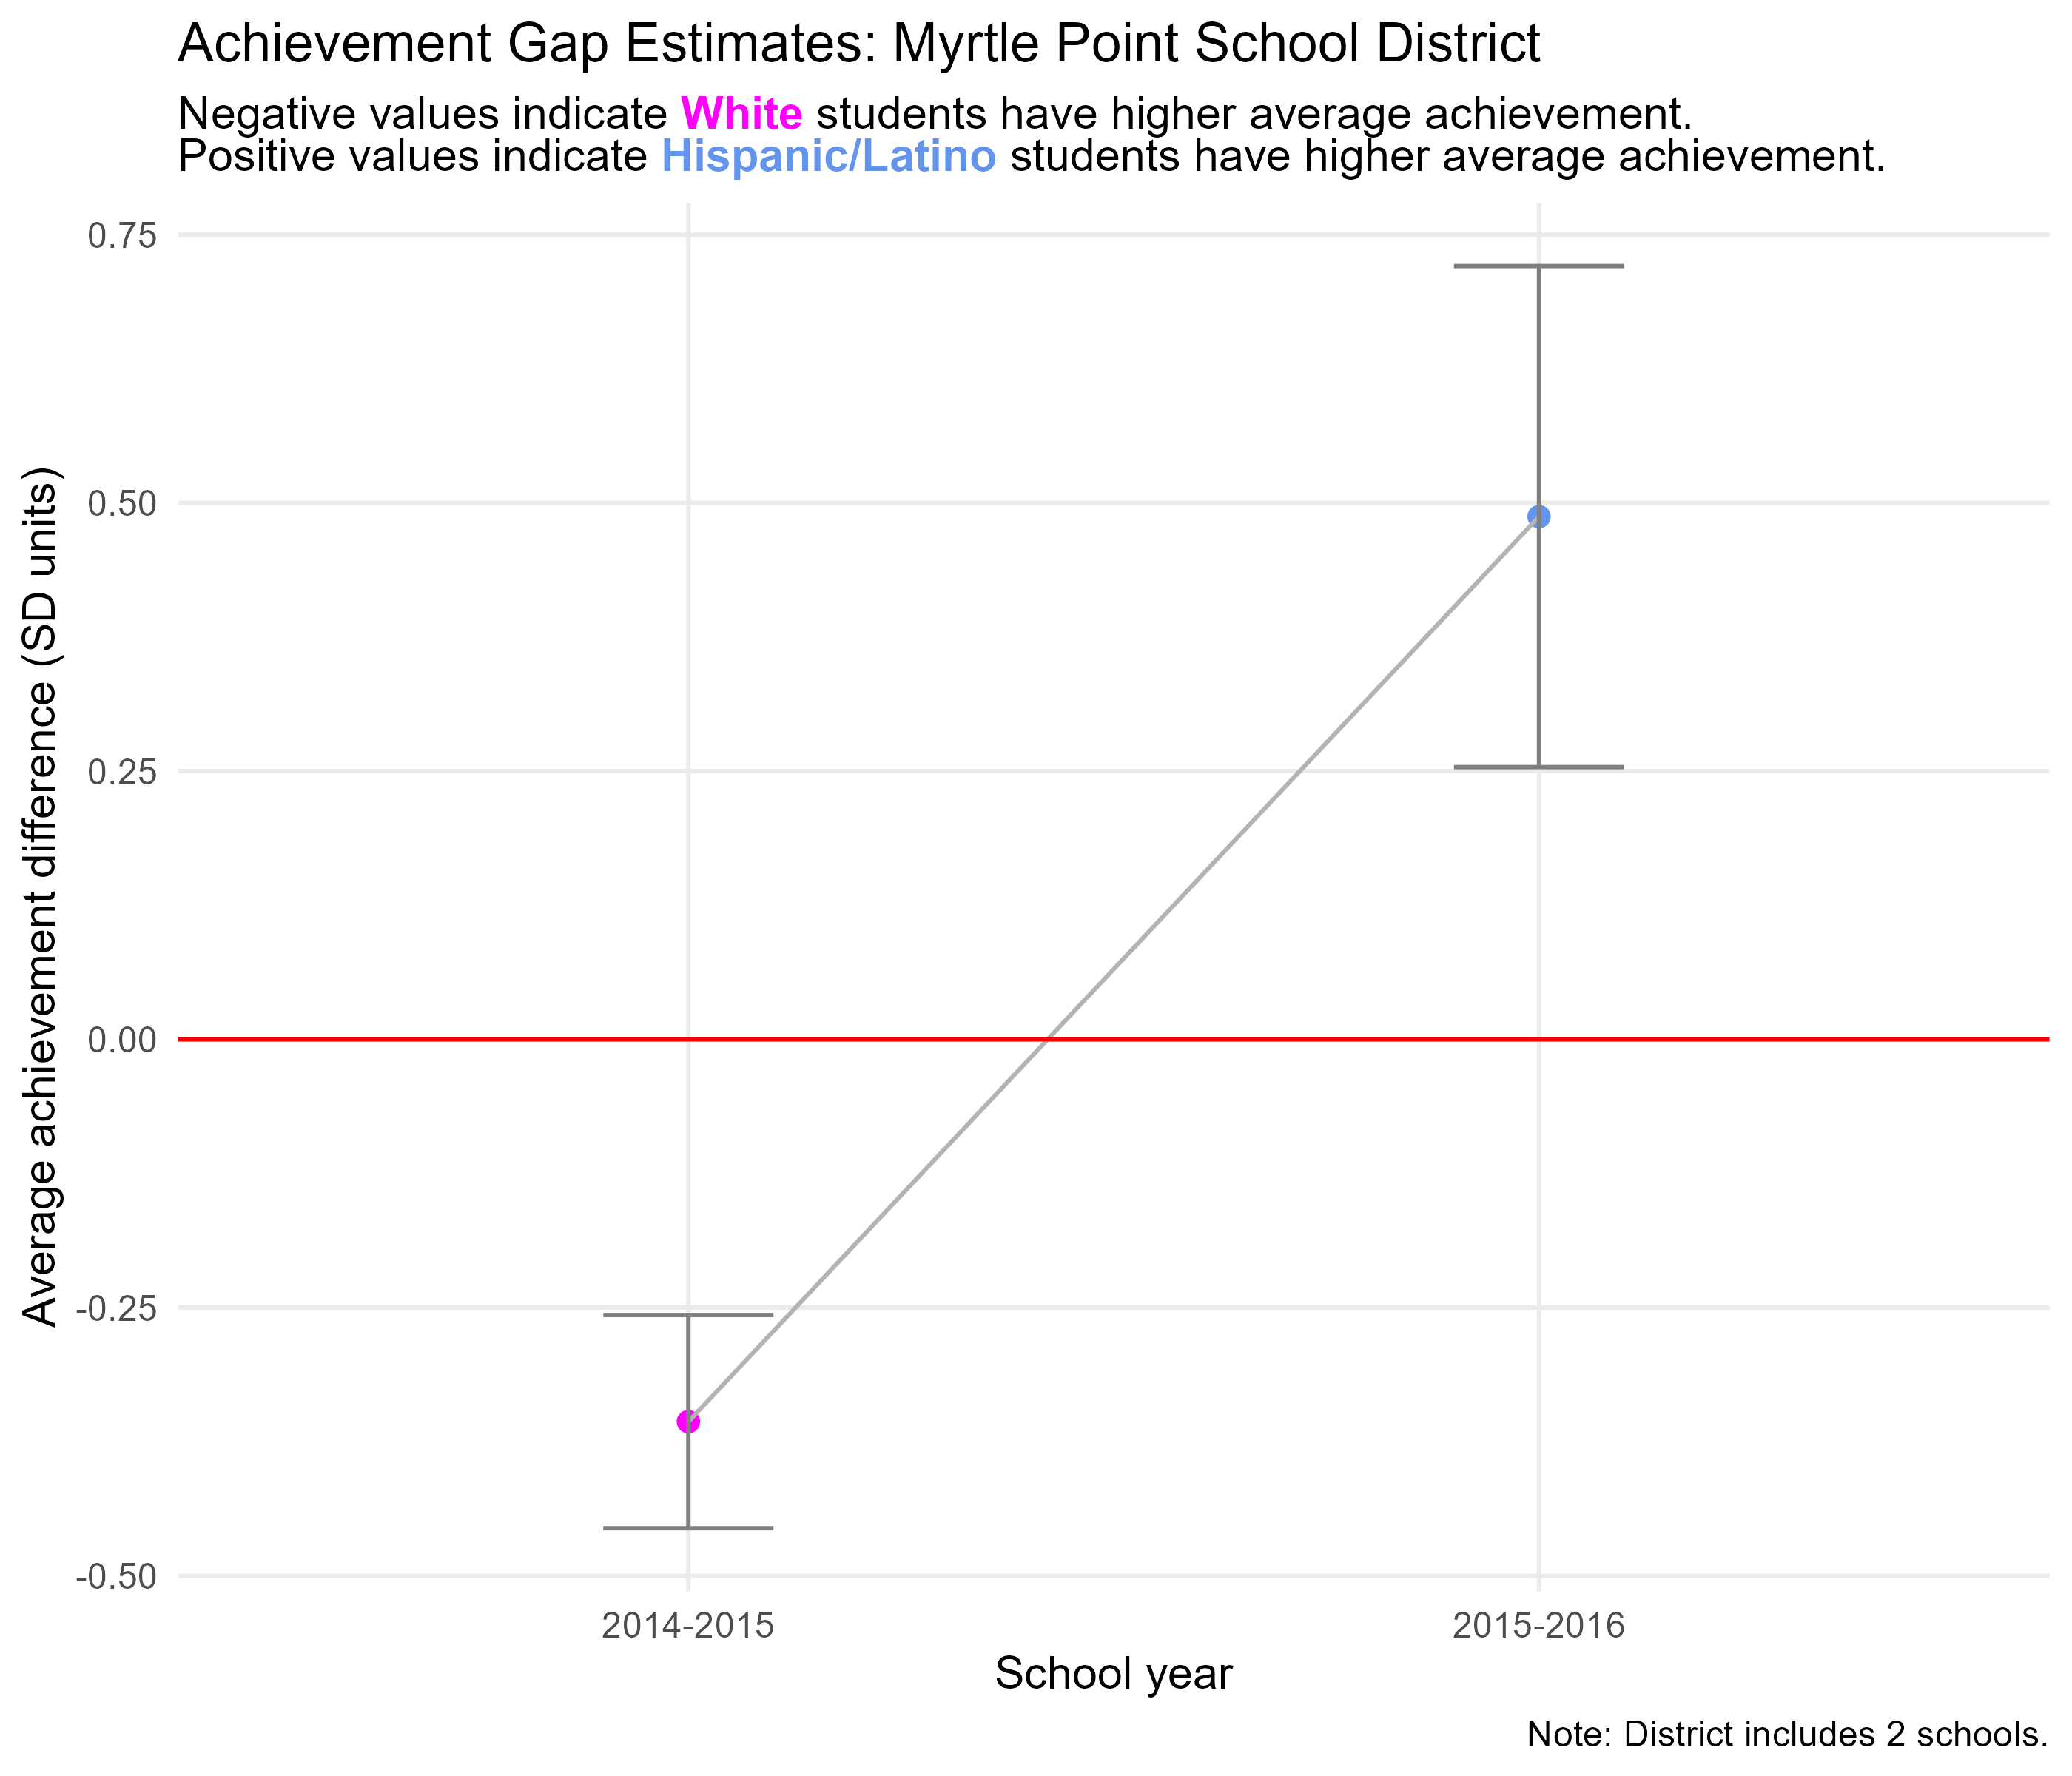 Achievement Gap Estimates: Myrtle Point School District
Negative values indicate White students have higher average achievement.
Positive values indicate Hispanic/Latino students have higher average achievement.
Average achievement difference (SD units)
0.75
0.50
0.25
0.00
-0.25
-0.50
2014-2015
2015-2016
School year
Note: District includes 2 schools.